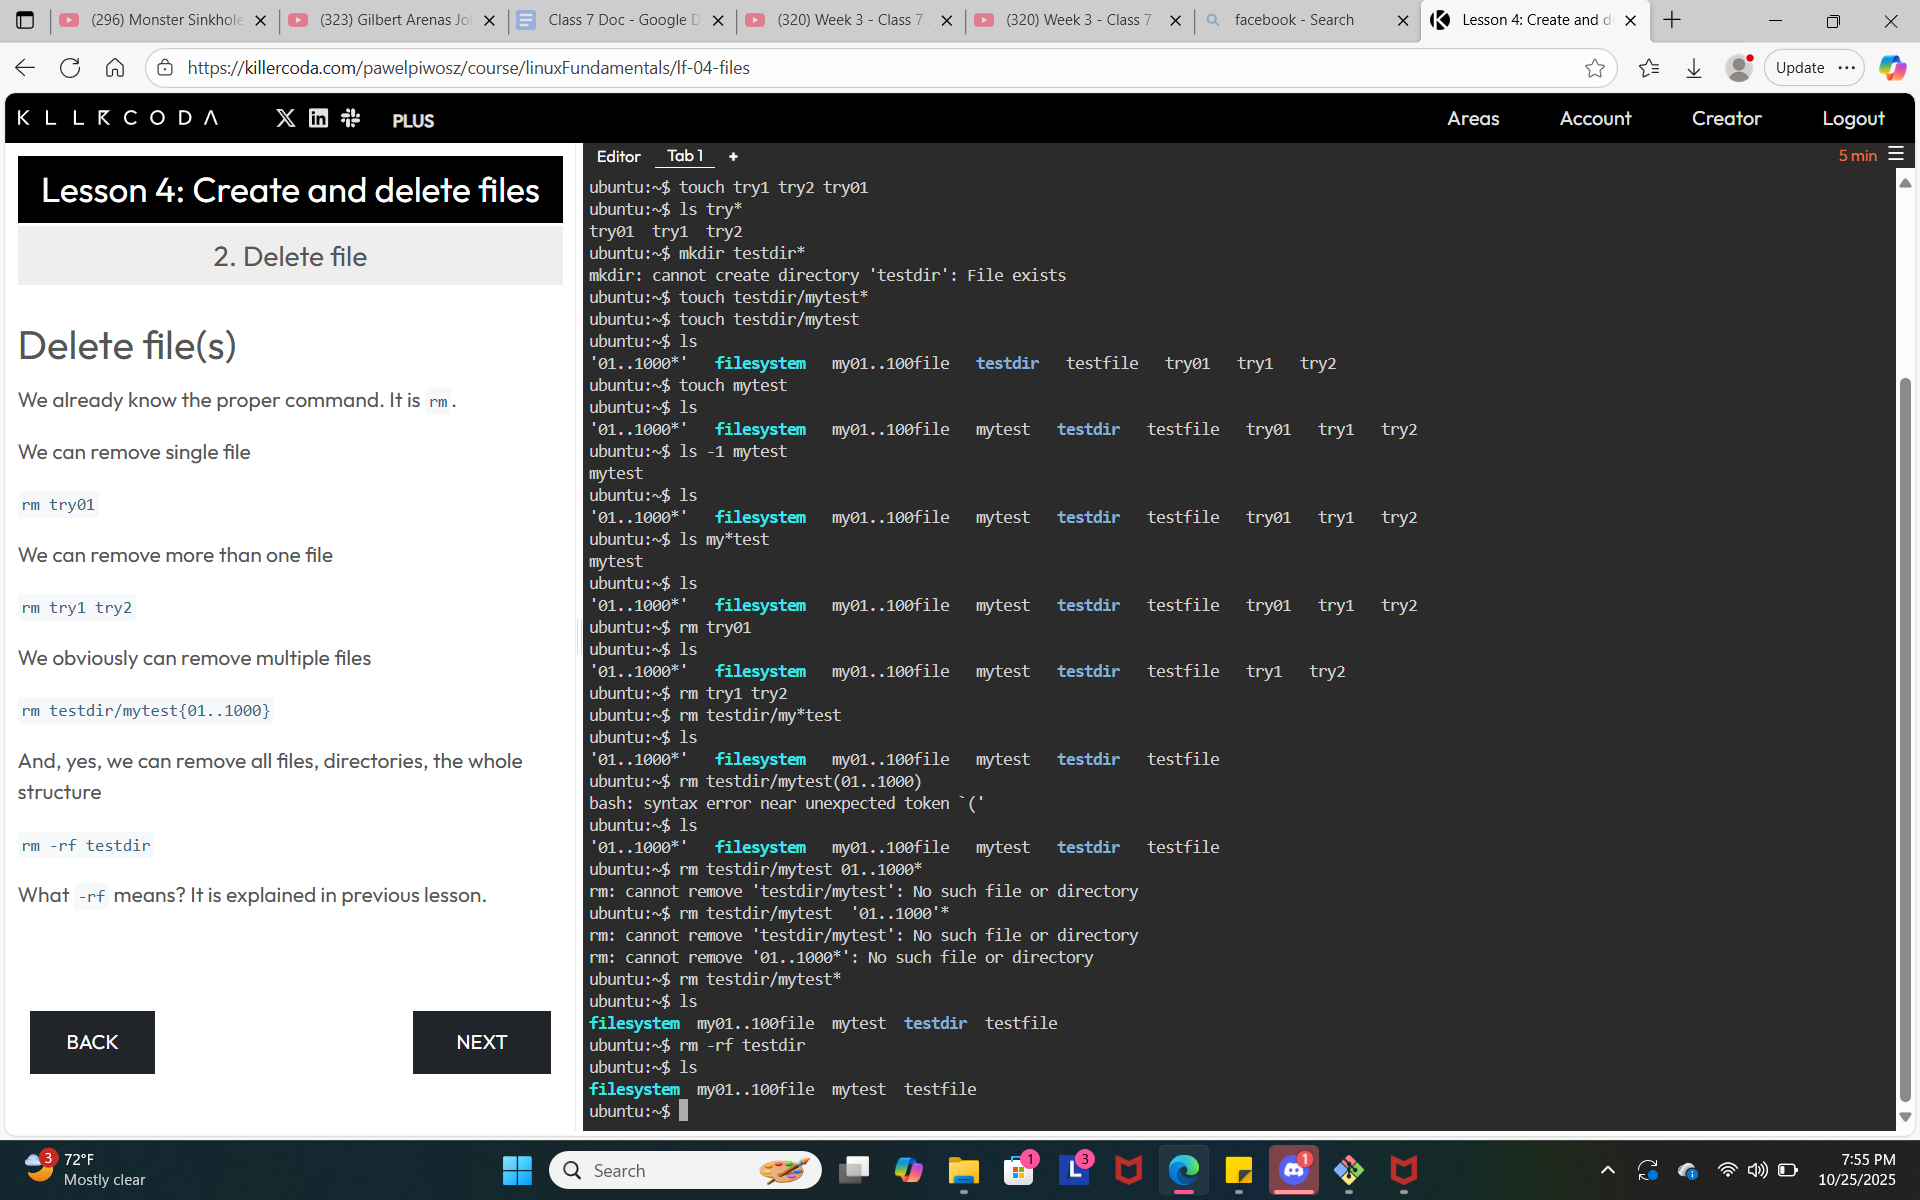 (296) Monster Sinkhole
(323) Gilbert Arenas Jo
Class 7 Doc - Google D
(320) Week 3 - Class 7
(320) Week 3 - Class 7
facebook - Search
Lesson 4: Create and d
https://killercoda.com/pawelpiwosz/course/linuxFundamentals/lf-04-files
Update
KLLRCODA
PLUS
Areas
Account
Creator
Logout
Lesson 4: Create and delete files
2. Delete file
Delete file(s)
We already know the proper command. It is rm.
We can remove single file
rm try01
We can remove more than one file
rm try1 try2
We obviously can remove multiple files
rm testdir/mytest{01..1000}
And, yes, we can remove all files, directories, the whole
structure
rm -rf testdir
What -rf means? It is explained in previous lesson.
BACK
NEXT
Editor
Tab 1
+
5 min
ubuntu:~$ touch try1 try2 try01
ubuntu:~$ ls try*
try01  try1  try2
ubuntu:~$ mkdir testdir*
mkdir: cannot create directory 'testdir': File exists
ubuntu:~$ touch testdir/mytest*
ubuntu:~$ touch testdir/mytest
ubuntu:~$ ls
'01..1000*'   filesystem   my01..100file   testdir   testfile   try01   try1   try2
ubuntu:~$ touch mytest
ubuntu:~$ ls
'01..1000*'   filesystem   my01..100file   mytest   testdir   testfile   try01   try1   try2
ubuntu:~$ ls -1 mytest
mytest
ubuntu:~$ ls
'01..1000*'   filesystem   my01..100file   mytest   testdir   testfile   try01   try1   try2
ubuntu:~$ ls my*test
mytest
ubuntu:~$ ls
'01..1000*'   filesystem   my01..100file   mytest   testdir   testfile   try01   try1   try2
ubuntu:~$ rm try01
ubuntu:~$ ls
'01..1000*'   filesystem   my01..100file   mytest   testdir   testfile   try1   try2
ubuntu:~$ rm try1 try2
ubuntu:~$ rm testdir/my*test
ubuntu:~$ ls
'01..1000*'   filesystem   my01..100file   mytest   testdir   testfile
ubuntu:~$ rm testdir/mytest(01..1000)
bash: syntax error near unexpected token `('
ubuntu:~$ ls
'01..1000*'   filesystem   my01..100file   mytest   testdir   testfile
ubuntu:~$ rm testdir/mytest 01..1000*
rm: cannot remove 'testdir/mytest': No such file or directory
ubuntu:~$ rm testdir/mytest  '01..1000'*
rm: cannot remove 'testdir/mytest': No such file or directory
rm: cannot remove '01..1000*': No such file or directory
ubuntu:~$ rm testdir/mytest*
ubuntu:~$ ls
filesystem  my01..100file  mytest  testdir  testfile
ubuntu:~$ rm -rf testdir
ubuntu:~$ ls
filesystem  my01..100file  mytest  testfile
ubuntu:~$
3
72°F
Mostly clear
Search
1
L
3
1
7:55 PM
10/25/2025